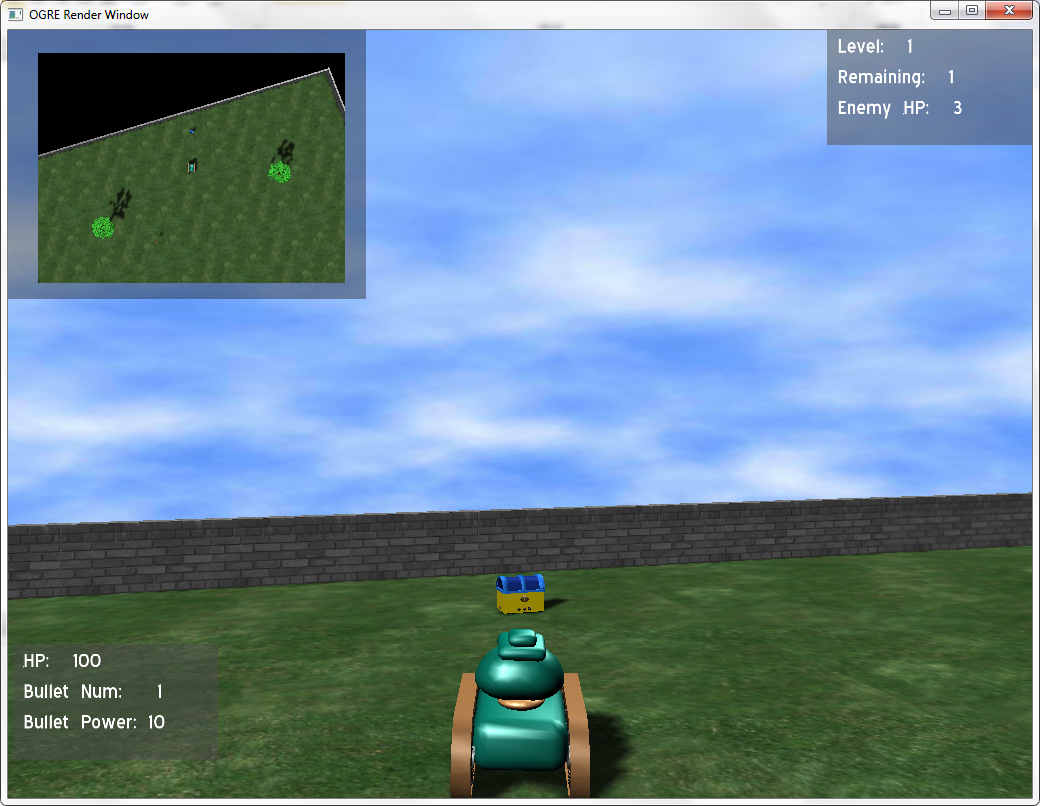 OGRE Render Window
Level: 1
Remaining: 1
Enemy HP: 3
HP: 100
Bullet Num: 1
Bullet Power: 10